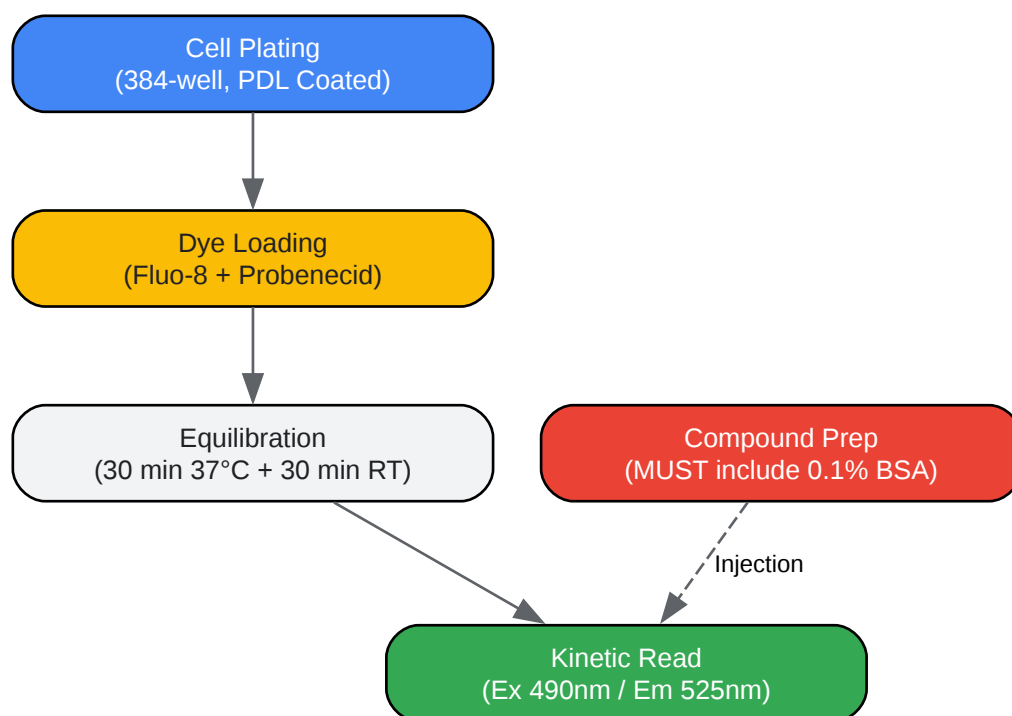 Cell Plating
(384-well, PDL Coated)
Dye Loading
(Fluo-8 + Probenecid)
Equilibration
(30 min 37°C + 30 min RT)
Compound Prep
(MUST include 0.1% BSA)
Injection
Kinetic Read
(Ex 490nm / Em 525nm)